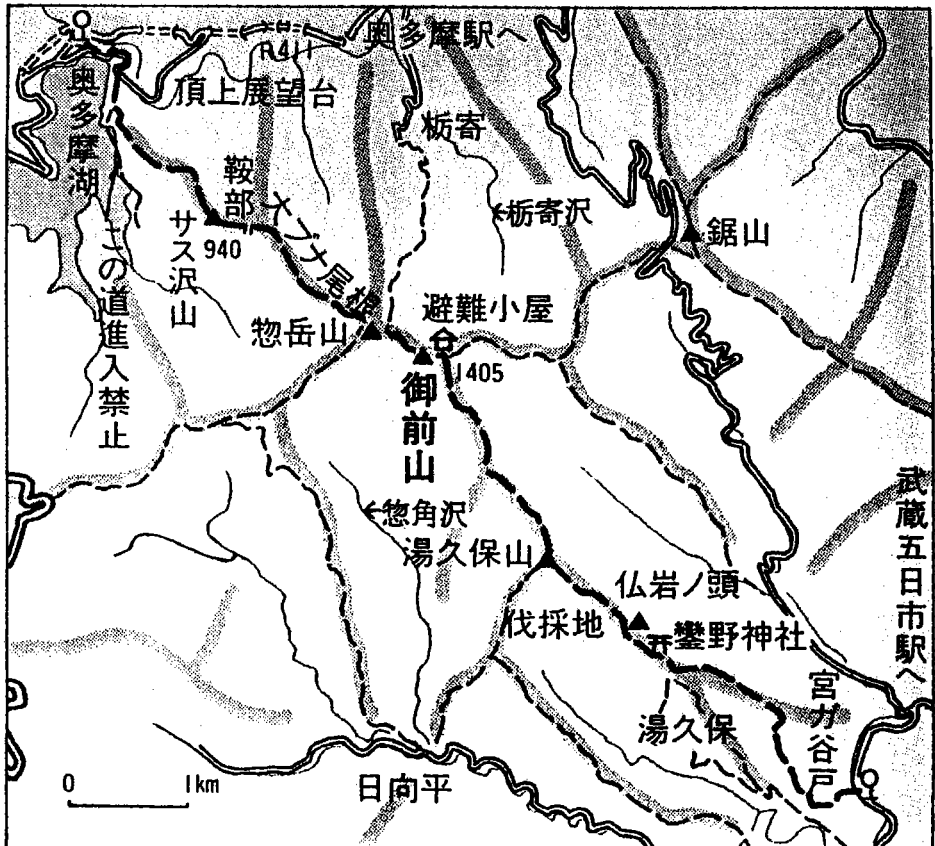 奥多摩駅へ
R411
奥多摩湖
頂上展望台
栃寄
鞍部
大ブナ尾根
栃寄沢
サス沢山
940
この道進入禁止
鋸山
避難小屋
惣岳山
1405
御前山
武蔵五日市駅へ
惣角沢
湯久保山
仏岩ノ頭
伐採地
鑾野神社
宮ガ谷戸
湯久保
0 1km
日向平